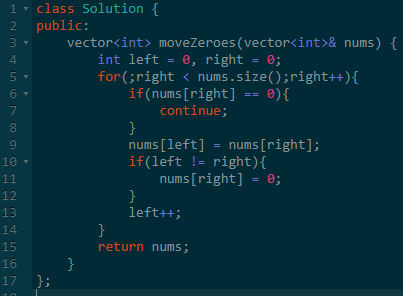 1 class Solution {
2 public:
3     vector<int> moveZeroes(vector<int>& nums) {
4         int left = 0, right = 0;
5         for(;right < nums.size();right++){
6             if(nums[right] == 0){
7                 continue;
8             }
9             nums[left] = nums[right];
10             if(left != right){
11                 nums[right] = 0;
12             }
13             left++;
14         }
15         return nums;
16     }
17 };